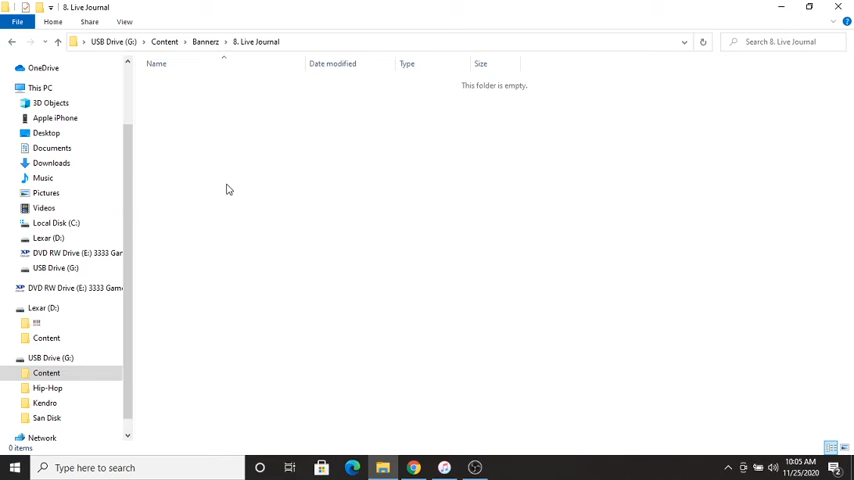 8. Live Journal
File
Home
Share
View
USB Drive (G:)
Content
Bannerz
8. Live Journal
Search 8. Live Journal
Name
Date modified
Type
Size
This folder is empty.
OneDrive
This PC
3D Objects
Apple iPhone
Desktop
Documents
Downloads
Music
Pictures
Videos
Local Disk (C:)
Lexar (D:)
DVD RW Drive (E:) 3333 Gam
USB Drive (G:)
DVD RW Drive (E:) 3333 Game
Lexar (D:)
!!!!
Content
USB Drive (G:)
Content
Hip-Hop
Kendro
San Disk
Network
0 items
Type here to search
10:05 AM
11/25/2020
2